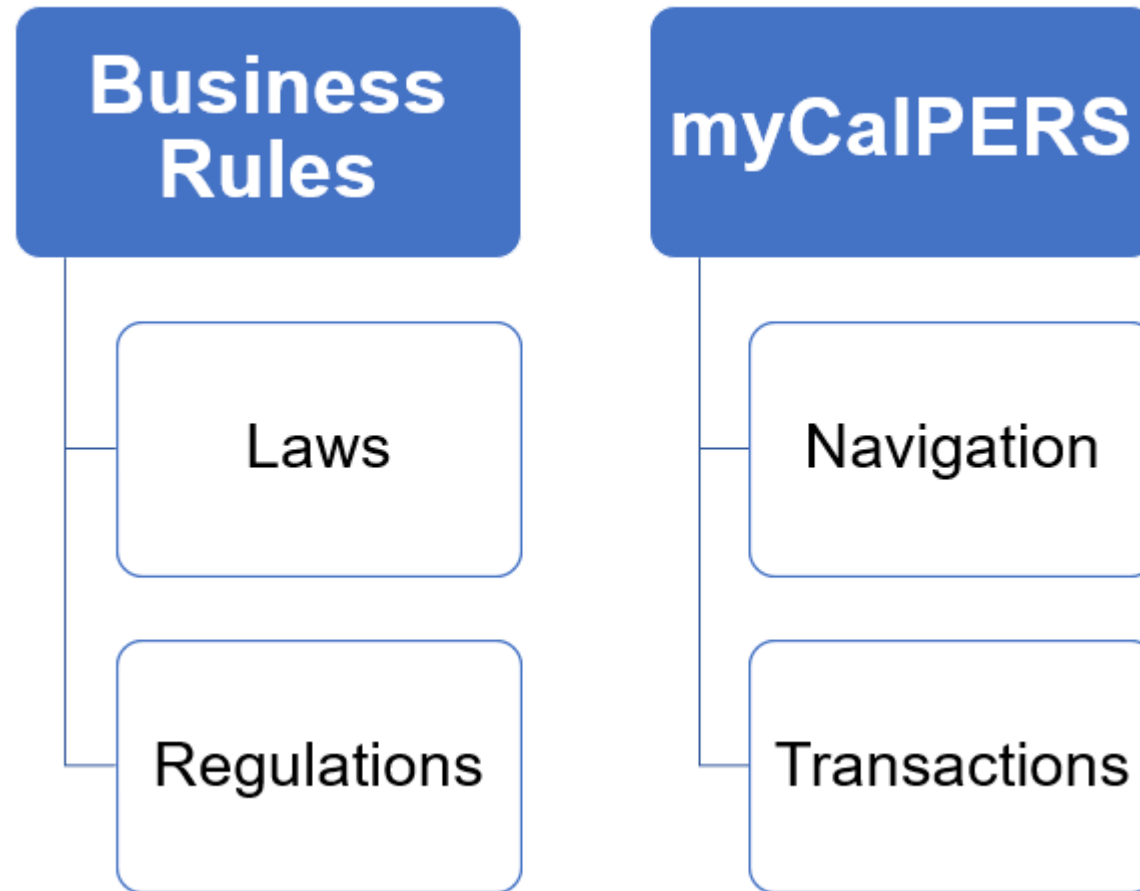 Business
Rules
Laws
Regulations
myCalPERS
Navigation
Transactions